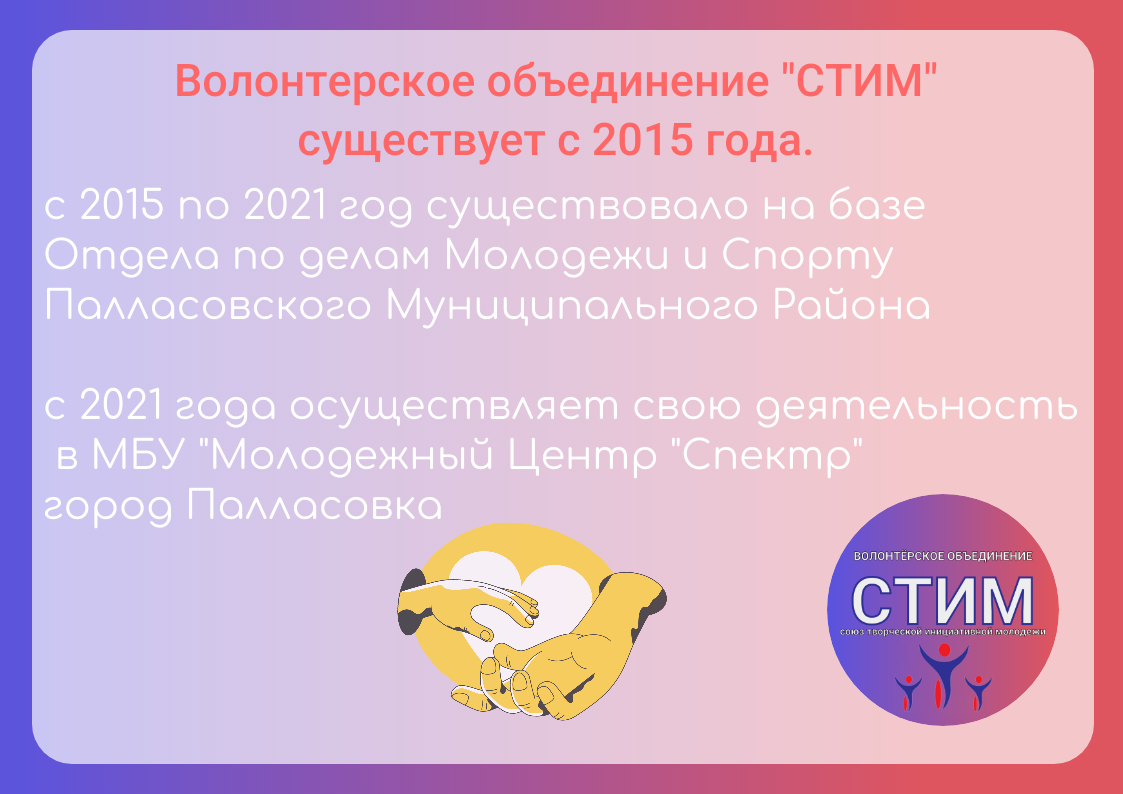 Волонтерское объединение "СТИМ"
существует с 2015 года.
с 2015 по 2021 год существовало на базе
Отдела по делам Молодежи и Спорту
Палласовского Муниципального Района
с 2021 года осуществляет свою деятельность
в МБУ "Молодежный Центр "Спектр"
город Палласовка
ВОЛОНТЕРСКОЕ ОБЪЕДИНЕНИЕ
СТИМ
союз творческой инициативной молодежи